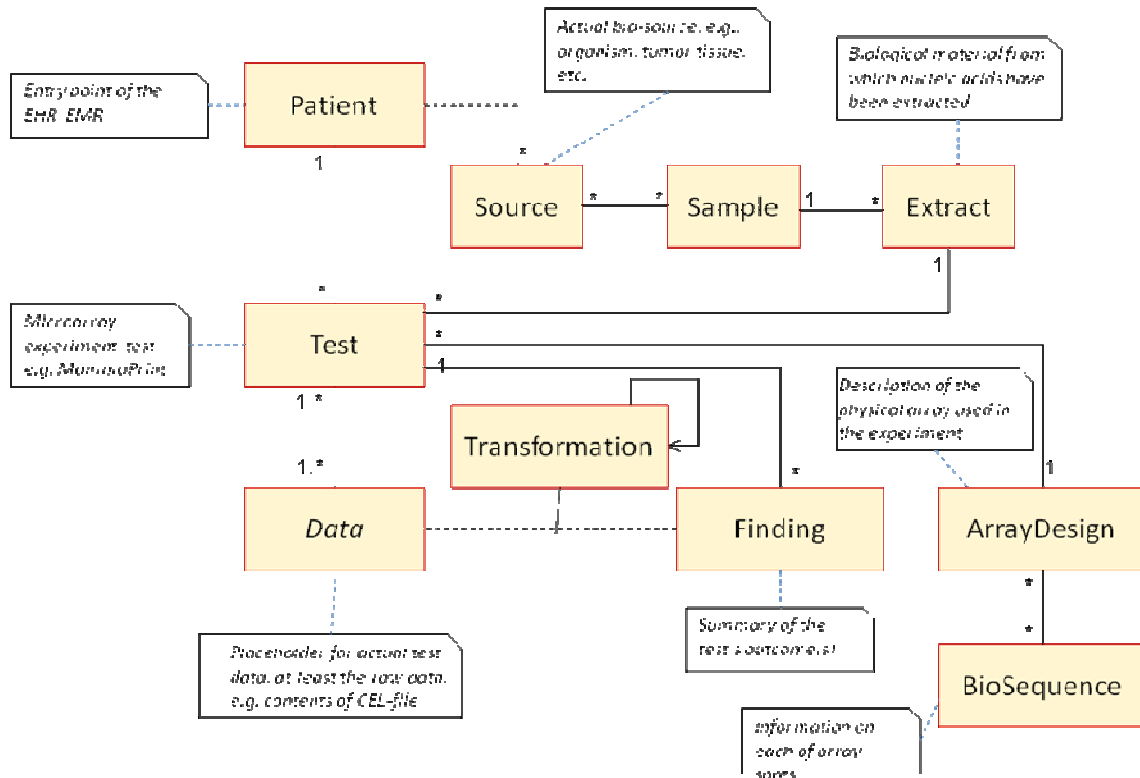 Actual bio-source, e.g.,
organism, tumor tissue,
etc.
Biological material from
which nucleic acids have
been extracted
Entry point of the
EHR, EMR
Patient
1
*
Source
*
*
Sample
1
*
Extract
1
*
*
Microarray
experiment, test
e.g. MammaPrint
Test
*
1
1.*
Description of the
physical array used in
the experiment
Transformation
1.*
*
1
Data
Finding
ArrayDesign
*
Summary of the
test's outcome(s)
*
Placeholder for actual test
data, at least the raw data,
e.g. contents of CEL-file
BioSequence
Information on
each of array
spots